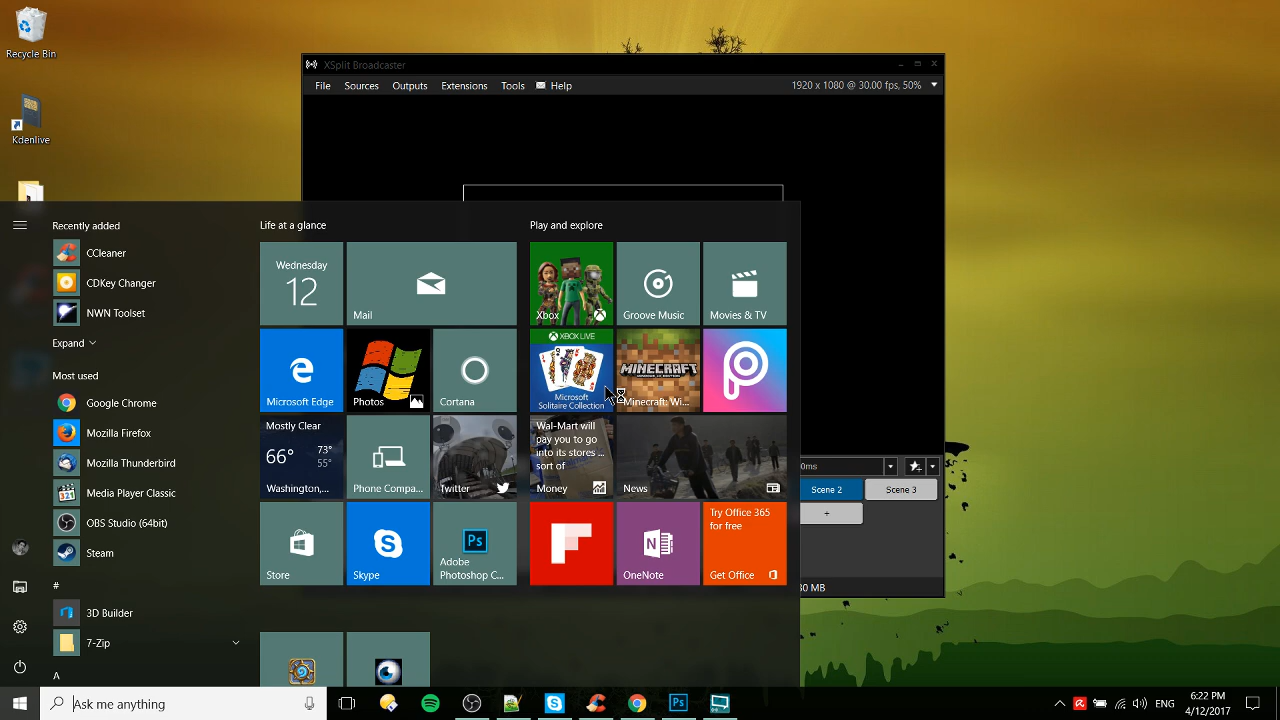 Recycle Bin
Kdenlive
XSplit Broadcaster
File Sources Outputs Extensions Tools Help
1920 x 1080 @ 30.00 fps, 50%
Recently added
CCleaner
CDKey Changer
NWN Toolset
Expand
Most used
Google Chrome
Mozilla Firefox
Mozilla Thunderbird
Media Player Classic
OBS Studio (64bit)
Steam
#
3D Builder
7-Zip
A
Life at a glance
Wednesday
12
Mail
Microsoft Edge
Photos
Cortana
Mostly Clear
66° 73°
55°
Washington,...
Phone Compa...
Twitter
Store
Skype
Ps
Adobe
Photoshop C...
Play and explore
Xbox
Groove Music
Movies & TV
XBOX LIVE
Microsoft
Solitaire Collection
MINECRAFT
Minecraft: Wi...
Wal-Mart will
pay you to go
into its stores ...
sort of
Money
News
OneNote
Try Office 365
for free
Get Office
0ms
Scene 2
Scene 3
+
30 MB
Ask me anything
Ps
ENG
6:22 PM
4/12/2017